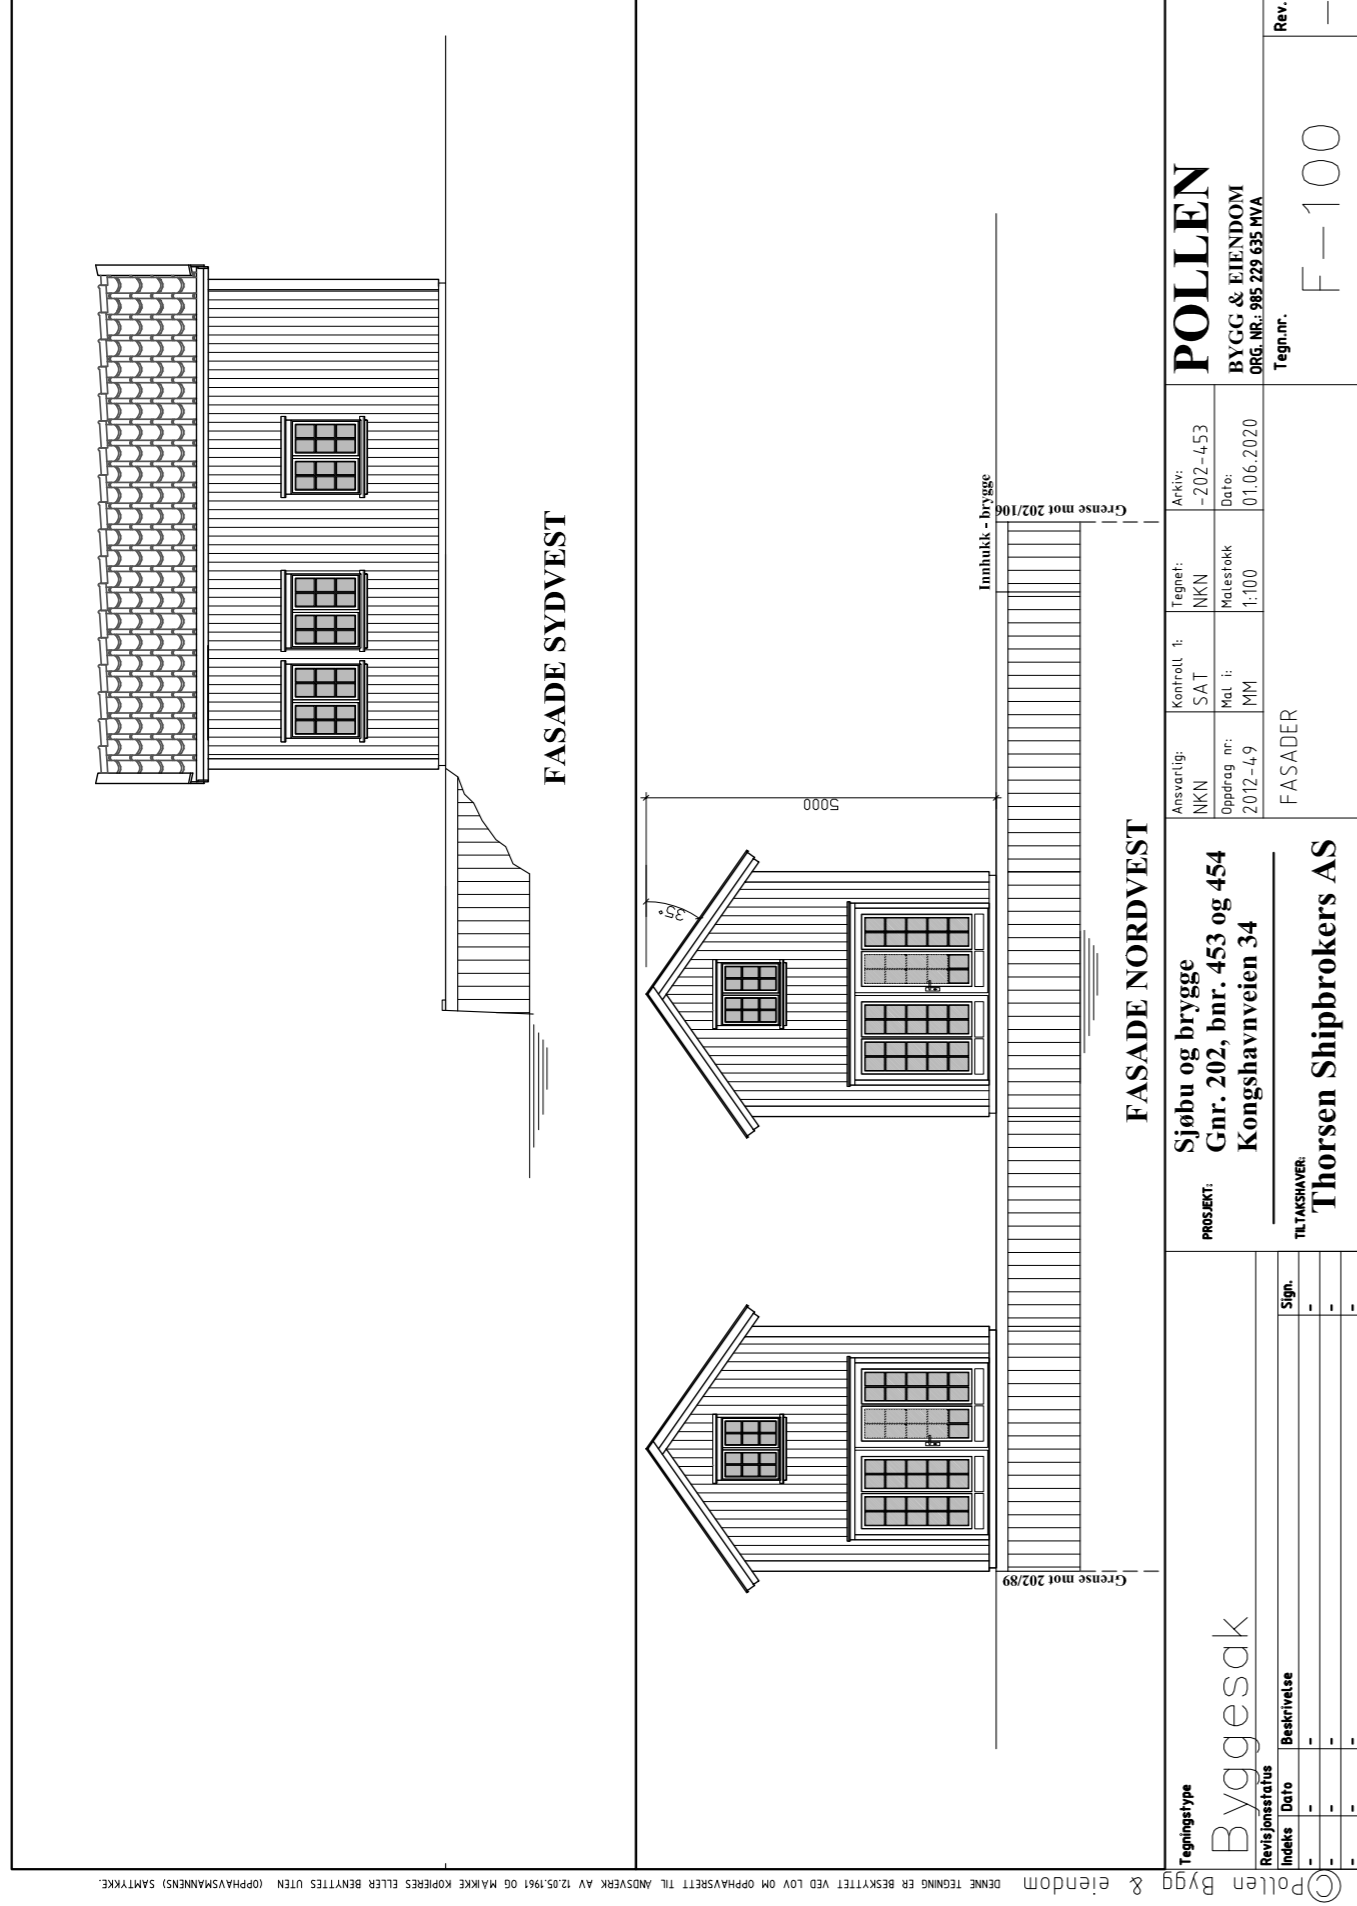 FASADE SYDVEST
5000
35°
Innhukk - brygge
Grense mot 202/106
Grense mot 202/89
FASADE NORDVEST
DENNE TEGNING ER BESKYTTET VED LOV OM OPPHAVSRETT TIL ÅNDSVERK AV 12.05.1961 OG MÅ IKKE KOPIERES ELLER BENYTTES UTEN (OPPHAVSMANNENS) SAMTYKKE.
© Pollen Bygg & eiendom
Tegningstype
Byggesak
Revisjonsstatus
Indeks Dato Beskrivelse Sign.
- - - -
- - - -
- - - -
PROSJEKT:
Sjøbu og brygge
Gnr. 202, bnr. 453 og 454
Kongshavnveien 34
TILTAKSHAVER:
Thorsen Shipbrokers AS
Ansvarlig: Kontroll 1: Tegnet: Arkiv:
NKN SAT NKN -202-453
Oppdrag nr: Mal i: Malestokk Dato:
2012-49 MM 1:100 01.06.2020
FASADER
POLLEN
BYGG & EIENDOM
ORG. NR.: 985 229 635 MVA
Tegn.nr. Rev.
F-100 -